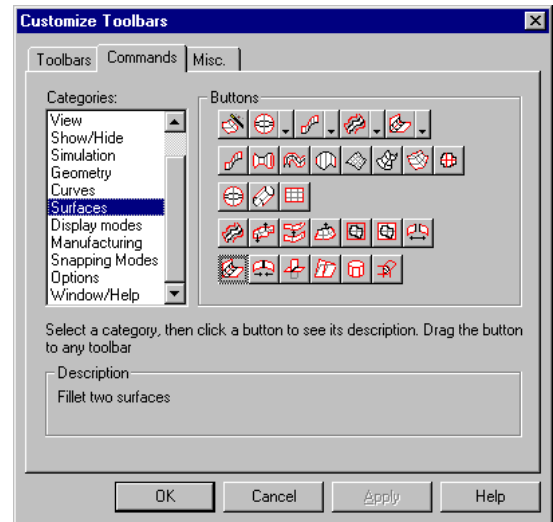 Customize Toolbars
Toolbars Commands Misc.
Categories:
View
Show/Hide
Simulation
Geometry
Curves
Surfaces
Display modes
Manufacturing
Snapping Modes
Options
Window/Help
Buttons
Select a category, then click a button to see its description. Drag the button
to any toolbar
Description
Fillet two surfaces
OK Cancel Apply Help